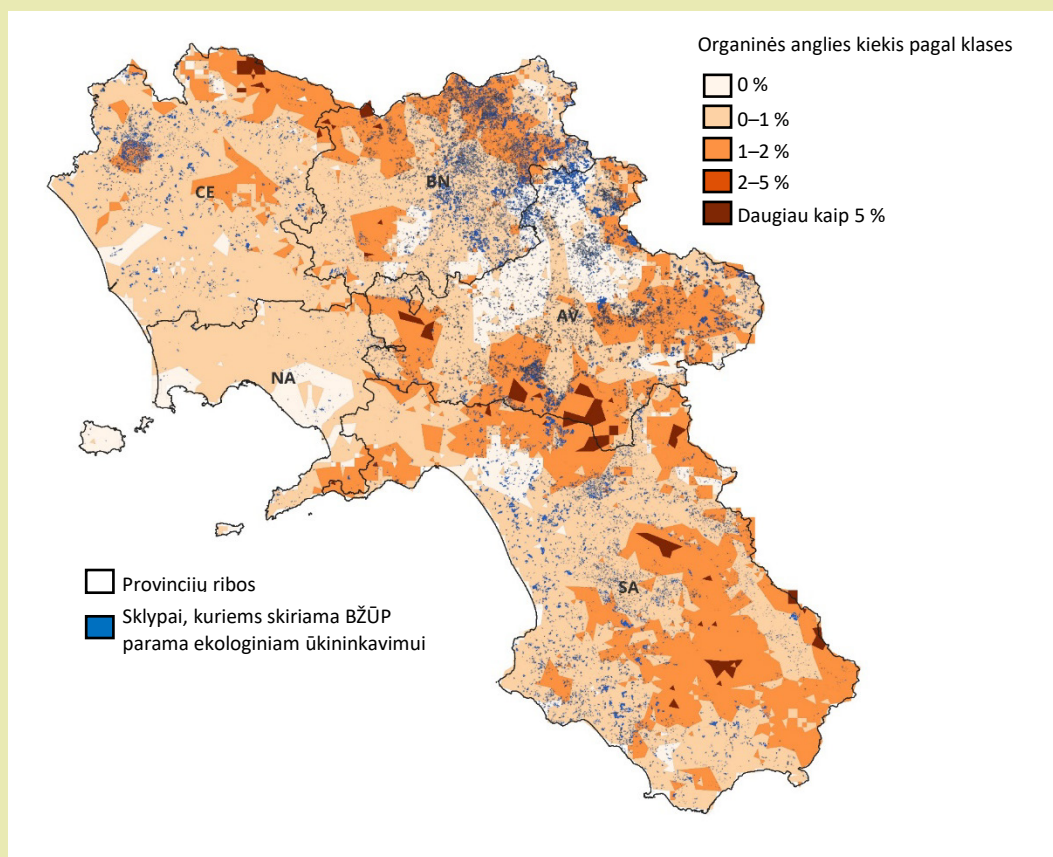 Organinės anglies kiekis pagal klases
0 %
0–1 %
1–2 %
2–5 %
Daugiau kaip 5 %
CE
BN
AV
NA
SA
Provincijų ribos
Sklypai, kuriems skiriama BŽŪP
parama ekologiniam ūkininkavimui